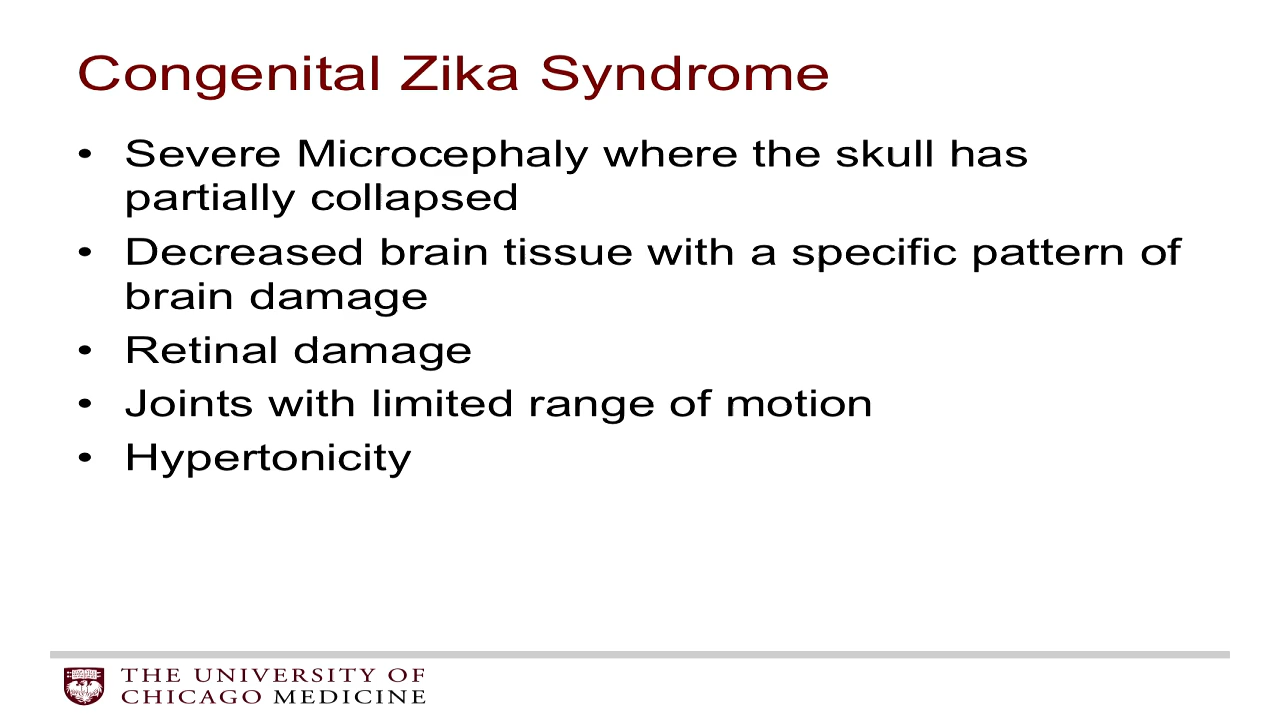 Congenital Zika Syndrome
• Severe Microcephaly where the skull has
partially collapsed
• Decreased brain tissue with a specific pattern of
brain damage
• Retinal damage
• Joints with limited range of motion
• Hypertonicity
THE UNIVERSITY OF
CHICAGO MEDICINE